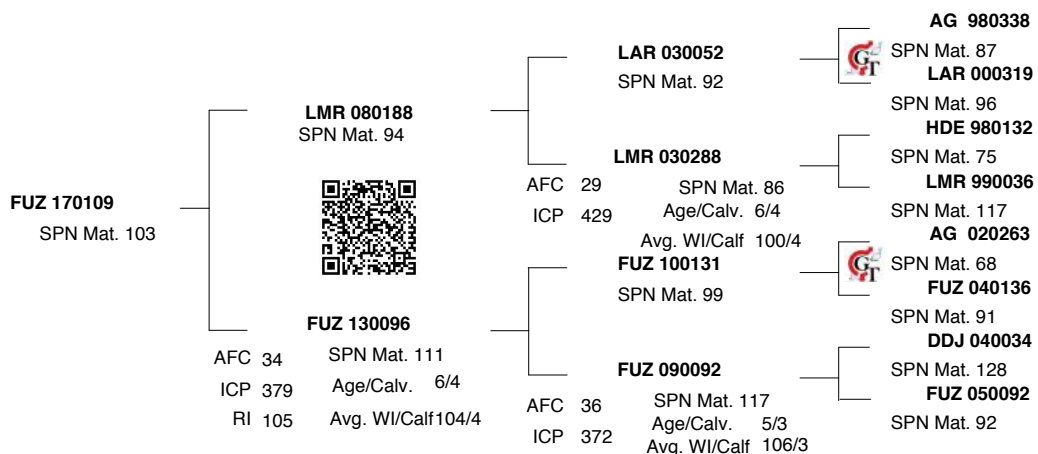 FUZ 170109
SPN Mat. 103
LMR 080188
SPN Mat. 94
FUZ 130096
AFC 34 SPN Mat. 111
ICP 379 Age/Calv. 6/4
RI 105 Avg. WI/Calf104/4
LAR 030052
SPN Mat. 92
LMR 030288
AFC 29 SPN Mat. 86
ICP 429 Age/Calv. 6/4
Avg. WI/Calf 100/4
FUZ 100131
SPN Mat. 99
FUZ 090092
AFC 36 SPN Mat. 117
ICP 372 Age/Calv. 5/3
Avg. WI/Calf 106/3
AG 980338
GT SPN Mat. 87
LAR 000319
SPN Mat. 96
HDE 980132
SPN Mat. 75
LMR 990036
SPN Mat. 117
AG 020263
GT SPN Mat. 68
FUZ 040136
SPN Mat. 91
DDJ 040034
SPN Mat. 128
FUZ 050092
SPN Mat. 92